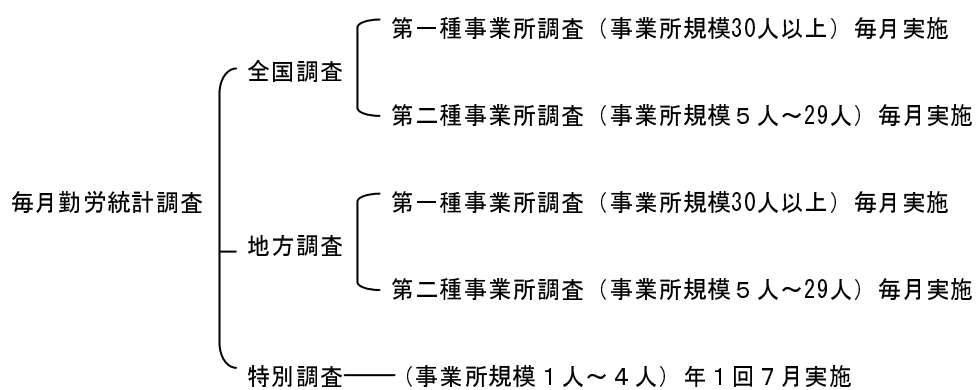 第一種事業所調査（事業所規模30人以上）毎月実施
全国調査
第二種事業所調査（事業所規模５人～29人）毎月実施
毎月勤労統計調査
第一種事業所調査（事業所規模30人以上）毎月実施
地方調査
第二種事業所調査（事業所規模５人～29人）毎月実施
特別調査――（事業所規模１人～４人）年１回７月実施